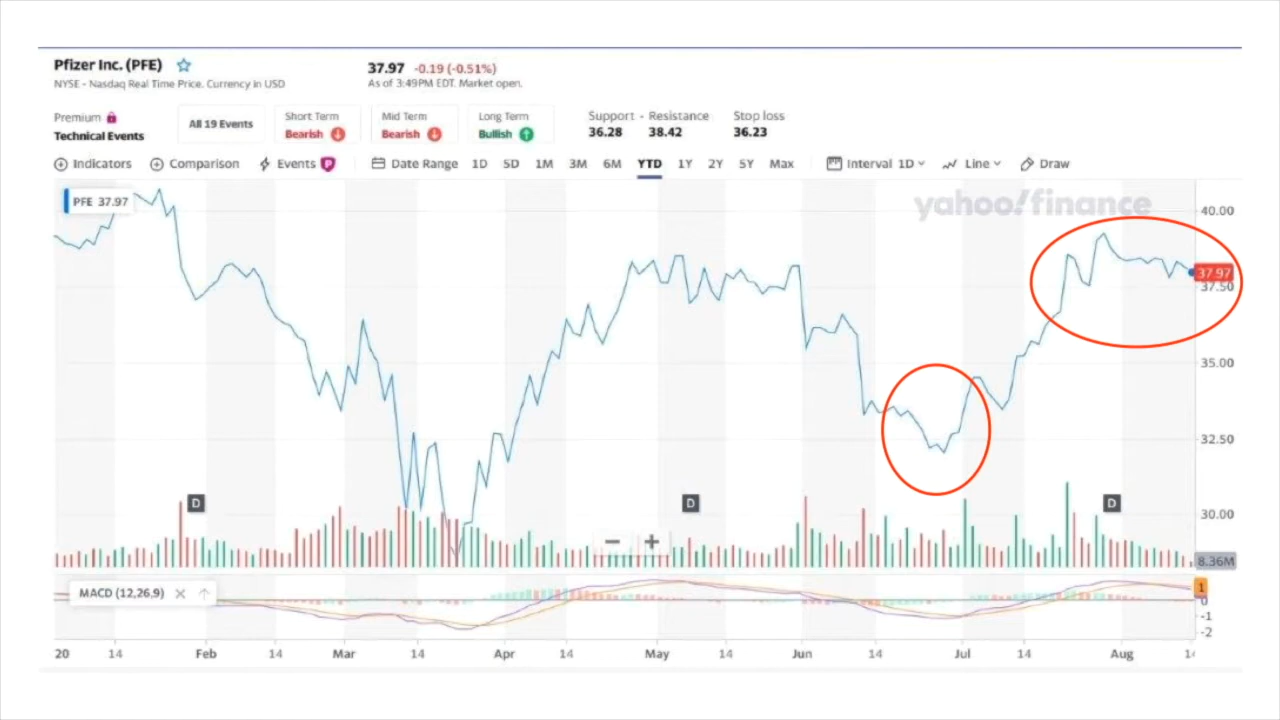 Pfizer Inc. (PFE)
NYSE - Nasdaq Real Time Price. Currency in USD
37.97 -0.19 (-0.51%)
As of 3:49PM EDT. Market open.
Premium
Technical Events
All 19 Events
Short Term
Bearish
Mid Term
Bearish
Long Term
Bullish
Support - Resistance
36.28 38.42
Stop loss
36.23
Indicators Comparison Events P Date Range 1D 5D 1M 3M 6M YTD 1Y 2Y 5Y Max Interval 1D Line Draw
PFE 37.97
yahoo!finance
40.00
37.97
37.50
35.00
32.50
30.00
D D D
8.36M
MACD (12,26,9)
1
0
-1
-2
20 14 Feb 14 Mar 14 Apr 14 May 14 Jun 14 Jul 14 Aug 14